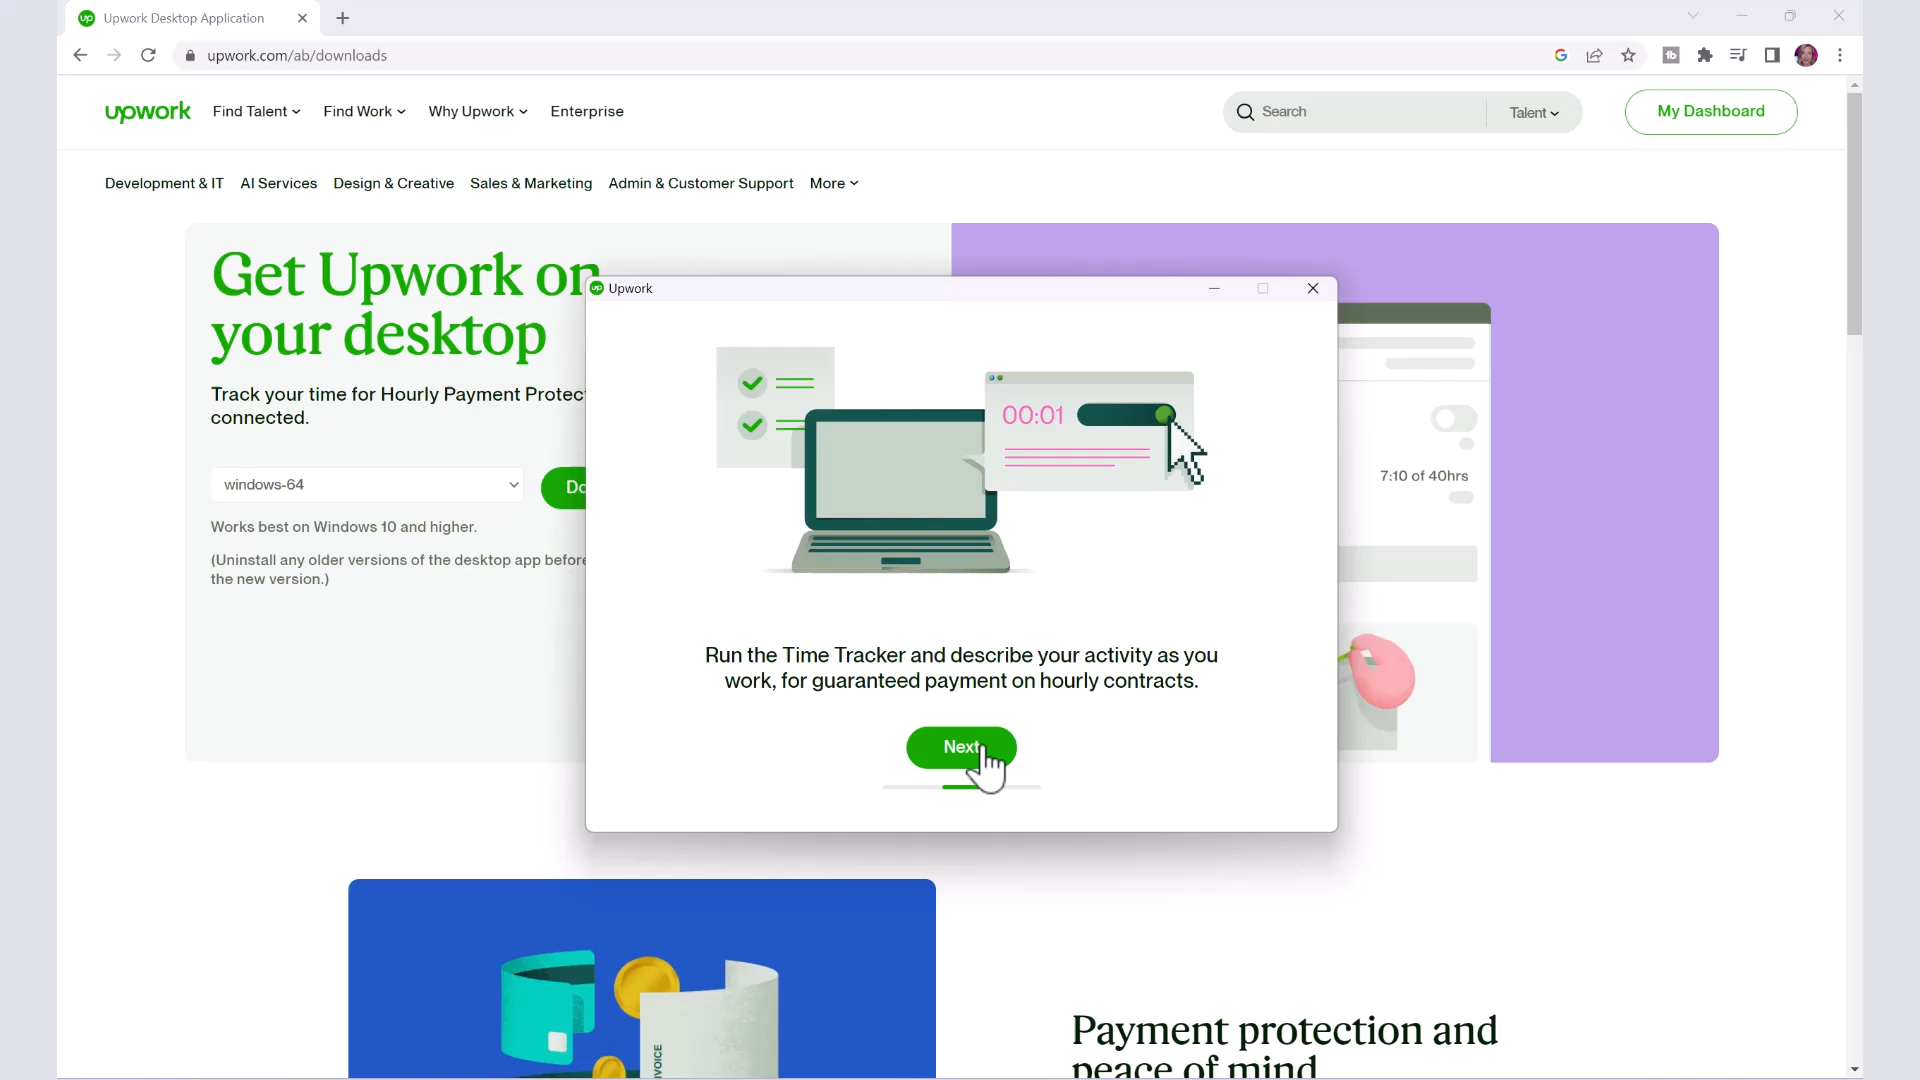 Upwork Desktop Application
upwork.com/ab/downloads
upwork Find Talent Find Work Why Upwork Enterprise Search Talent My Dashboard
Development & IT AI Services Design & Creative Sales & Marketing Admin & Customer Support More
Get Upwork on
your desktop
Track your time for Hourly Payment Protec
connected.
windows-64
Do
Works best on Windows 10 and higher.
(Uninstall any older versions of the desktop app before
the new version.)
up Upwork
00:01
Run the Time Tracker and describe your activity as you
work, for guaranteed payment on hourly contracts.
Next
7:10 of 40hrs
VOICE
Payment protection and
peace of mind